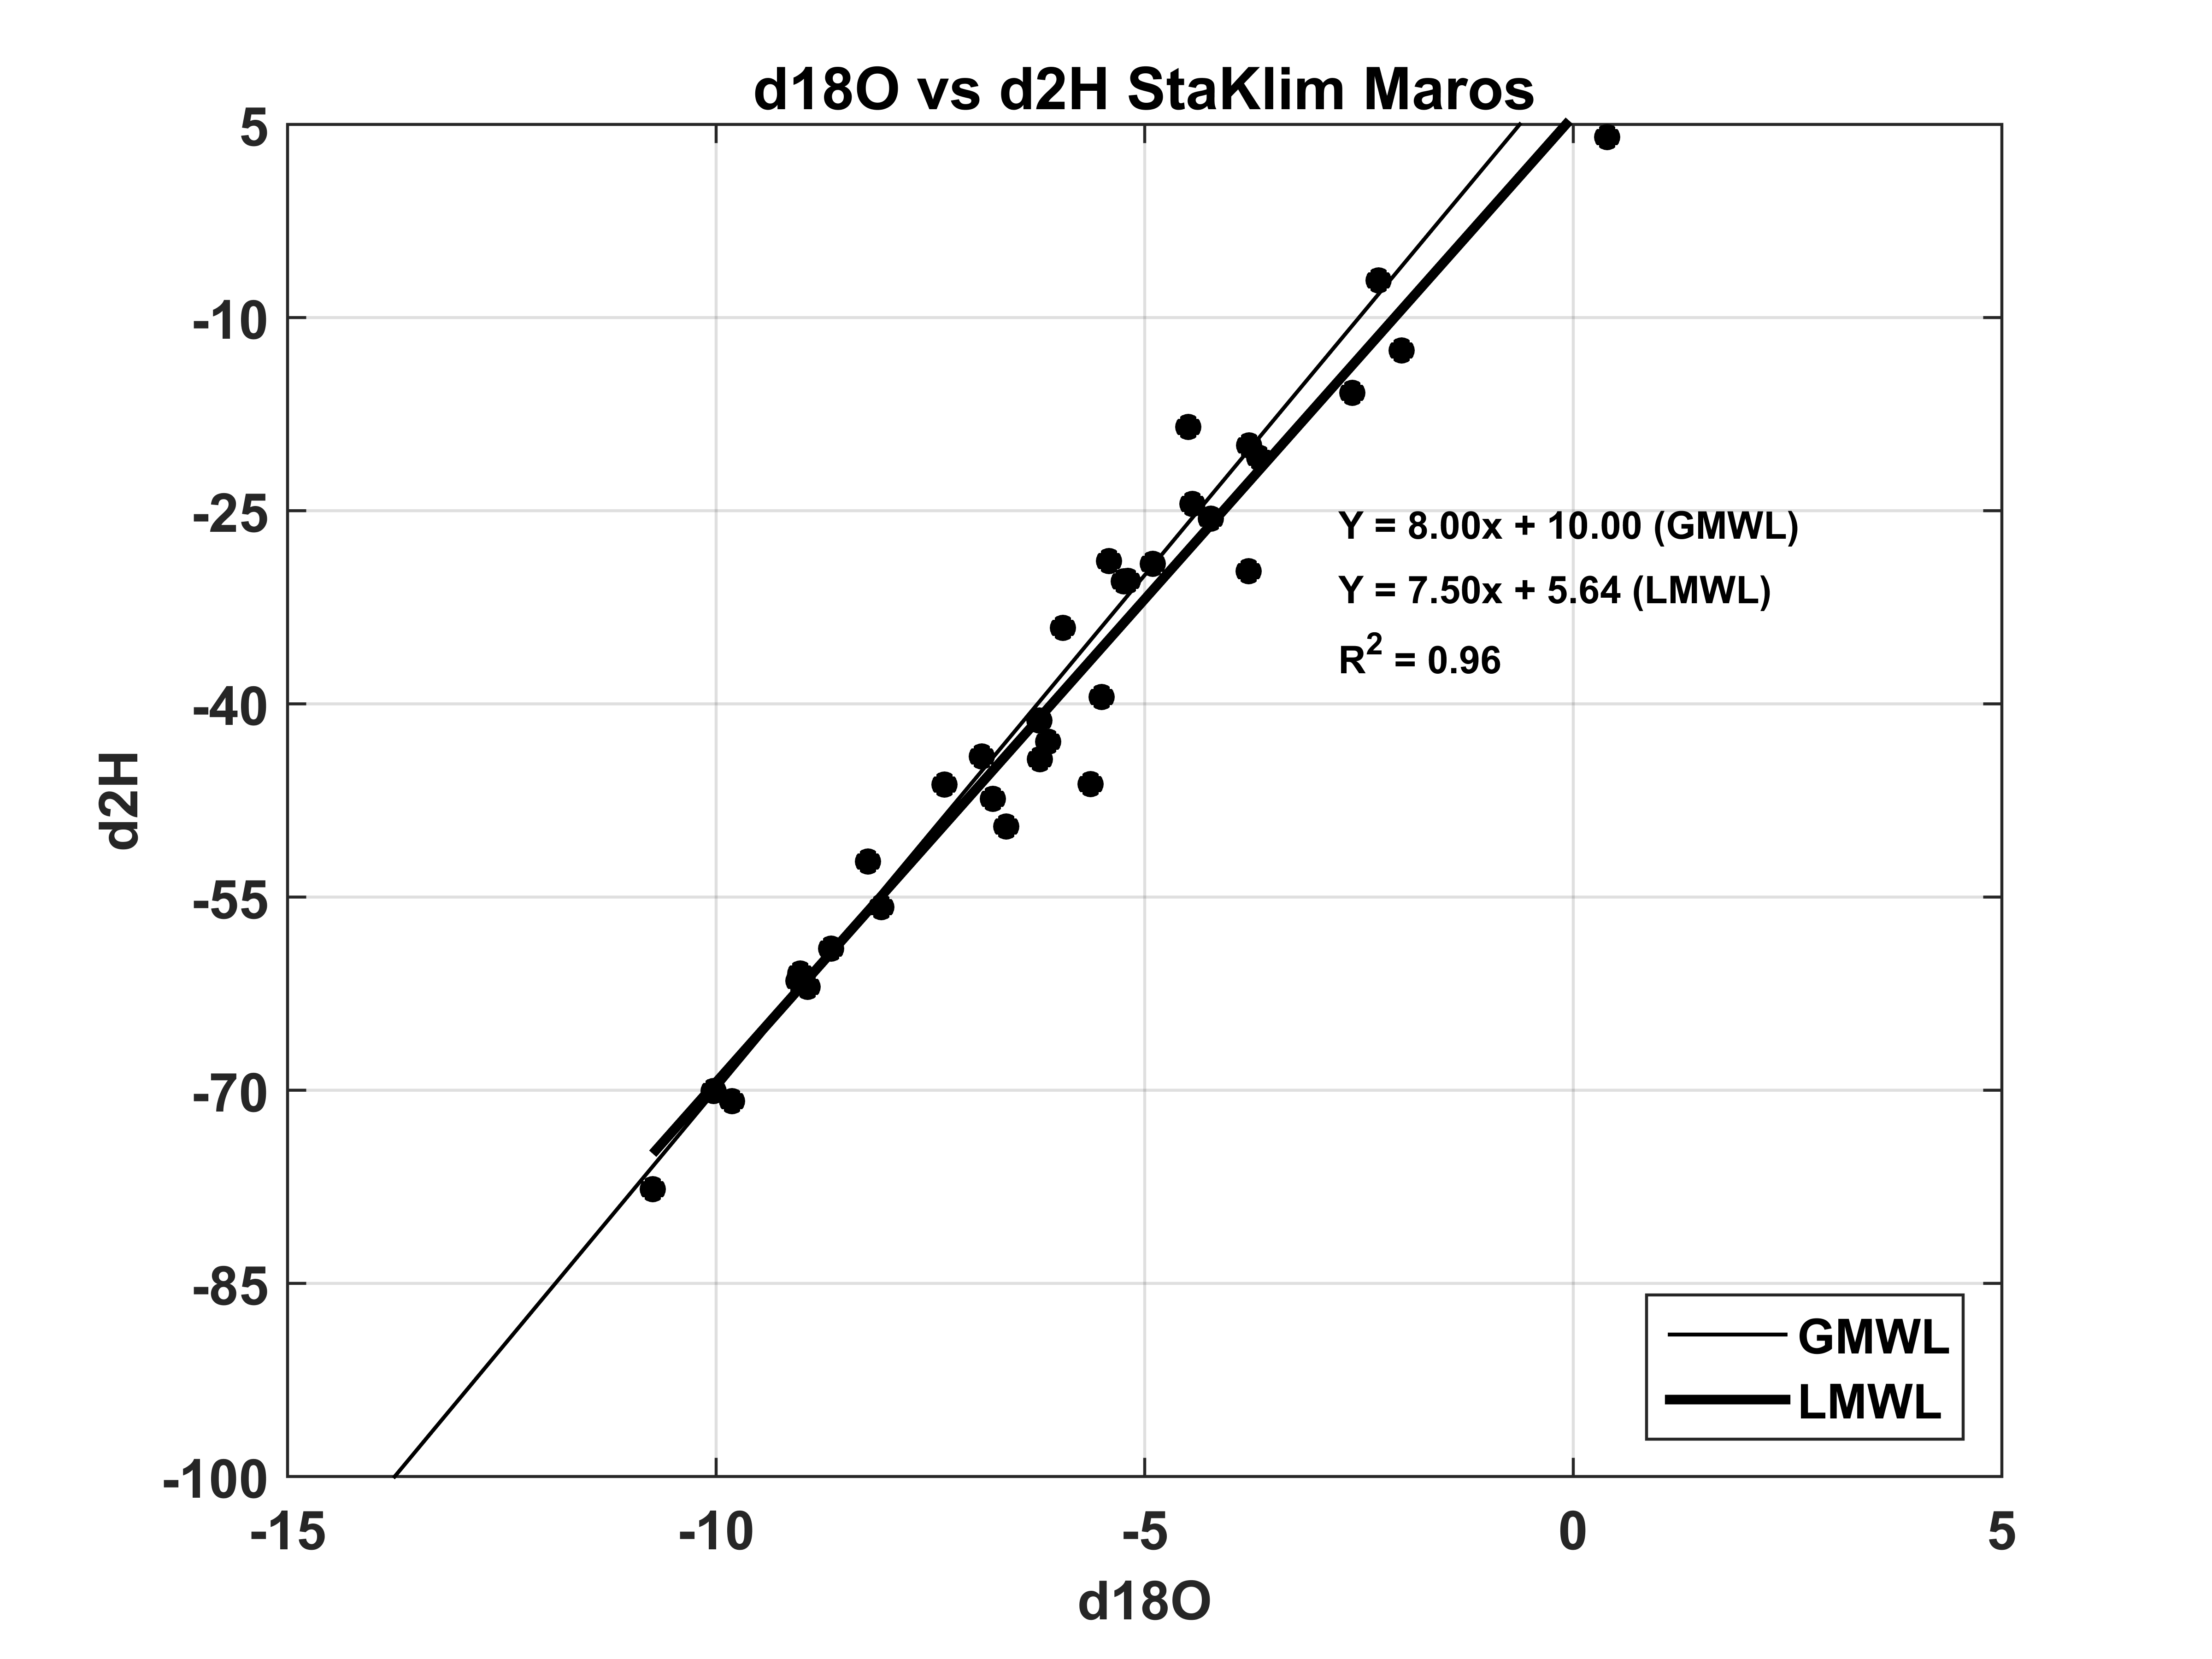 d18O vs d2H StaKlim Maros
5
-10
-25
-40
-55
-70
-85
-100
d2H
Y = 8.00x + 10.00 (GMWL)
Y = 7.50x + 5.64 (LMWL)
R² = 0.96
GMWL
LMWL
-15 -10 -5 0 5
d18O